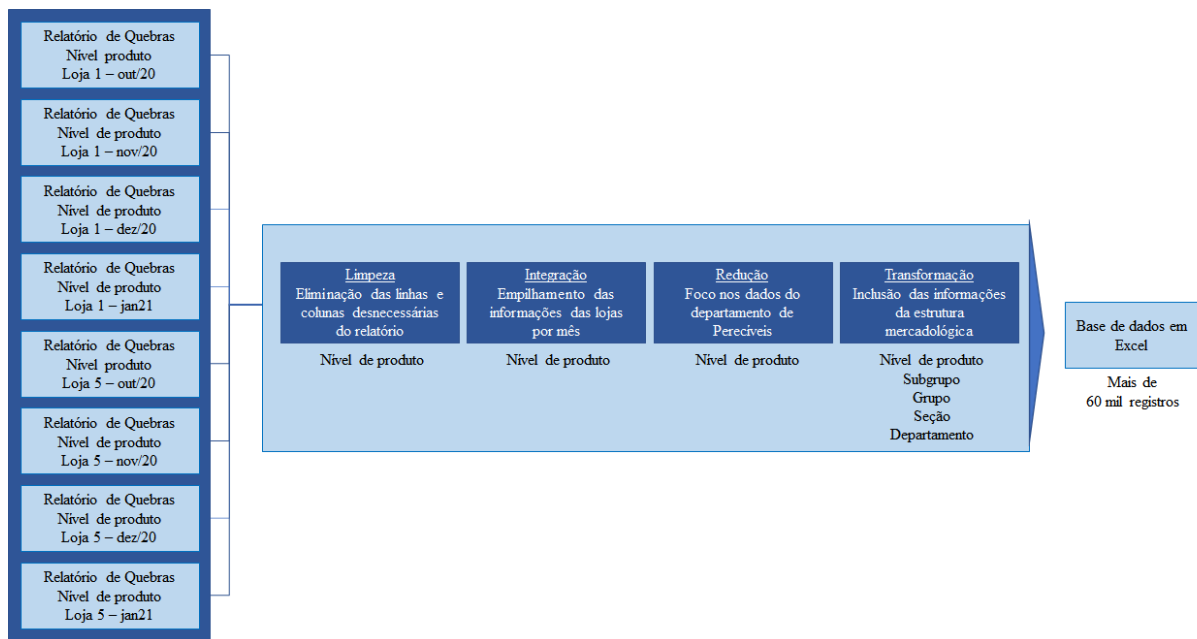 Relatório de Quebras
Nível produto
Loja 1 – out/20
Relatório de Quebras
Nível de produto
Loja 1 – nov/20
Relatório de Quebras
Nível de produto
Loja 1 – dez/20
Relatório de Quebras
Nível de produto
Loja 1 – jan21
Relatório de Quebras
Nível produto
Loja 5 – out/20
Relatório de Quebras
Nível de produto
Loja 5 – nov/20
Relatório de Quebras
Nível de produto
Loja 5 – dez/20
Relatório de Quebras
Nível de produto
Loja 5 – jan21
Limpeza
Eliminação das linhas e
colunas desnecessárias
do relatório
Nível de produto
Integração
Empilhamento das
informações das lojas
por mês
Nível de produto
Redução
Foco nos dados do
departamento de
Perecíveis
Nível de produto
Transformação
Inclusão das informações
da estrutura
mercadológica
Nível de produto
Subgrupo
Grupo
Seção
Departamento
Base de dados em
Excel
Mais de
60 mil registros